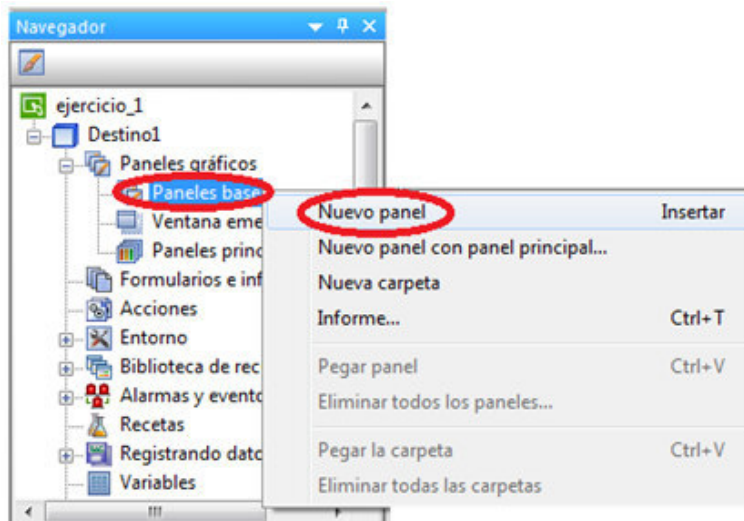 Navegador
ejercicio_1
Destino1
Paneles gráficos
Paneles base
Ventana eme
Paneles princ
Formularios e inf
Acciones
Entorno
Biblioteca de rec
Alarmas y evento
Recetas
Registrando dato
Variables
Nuevo panel Insertar
Nuevo panel con panel principal...
Nueva carpeta
Informe... Ctrl+T
Pegar panel Ctrl+V
Eliminar todos los paneles...
Pegar la carpeta Ctrl+V
Eliminar todas las carpetas